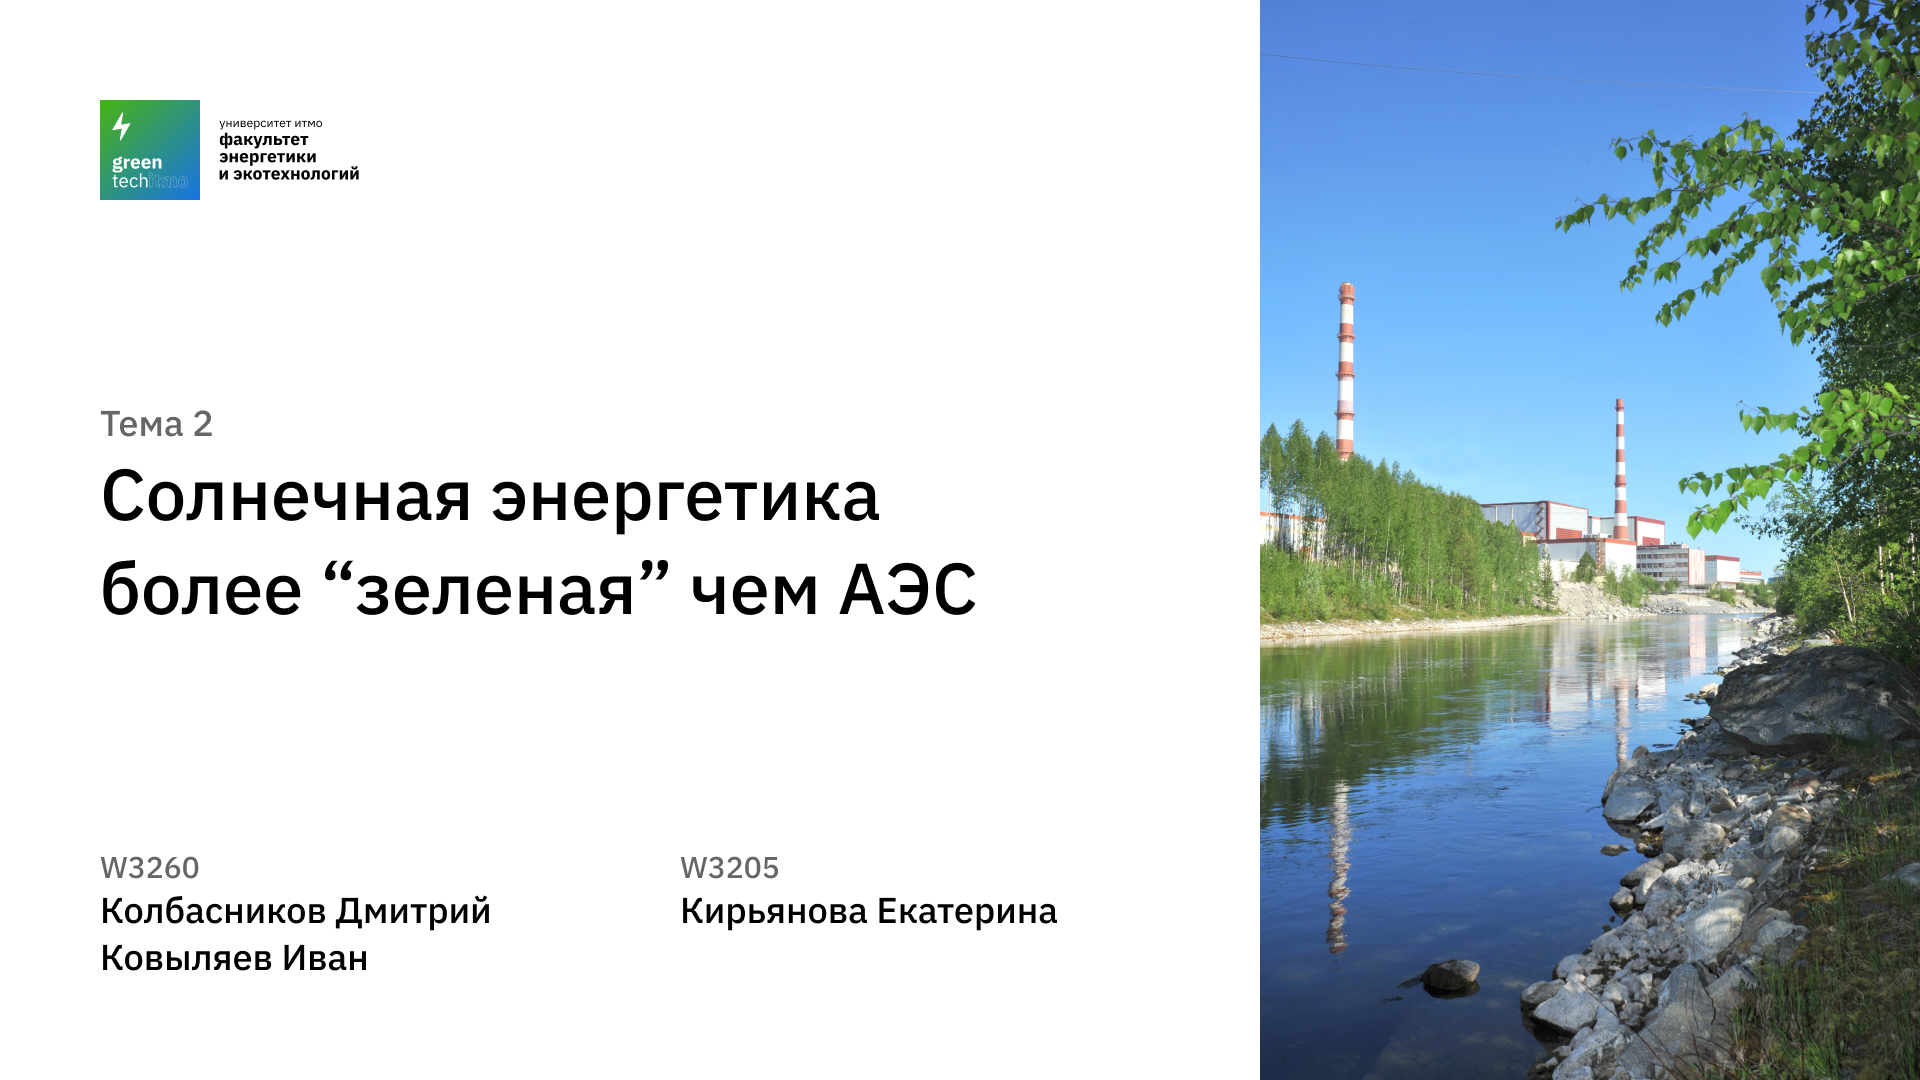 green
techitmo
университет итмо
факультет
энергетики
и экотехнологий
Тема 2
Солнечная энергетика
более “зеленая” чем АЭС
W3260
Колбасников Дмитрий
Ковыляев Иван
W3205
Кирьянова Екатерина